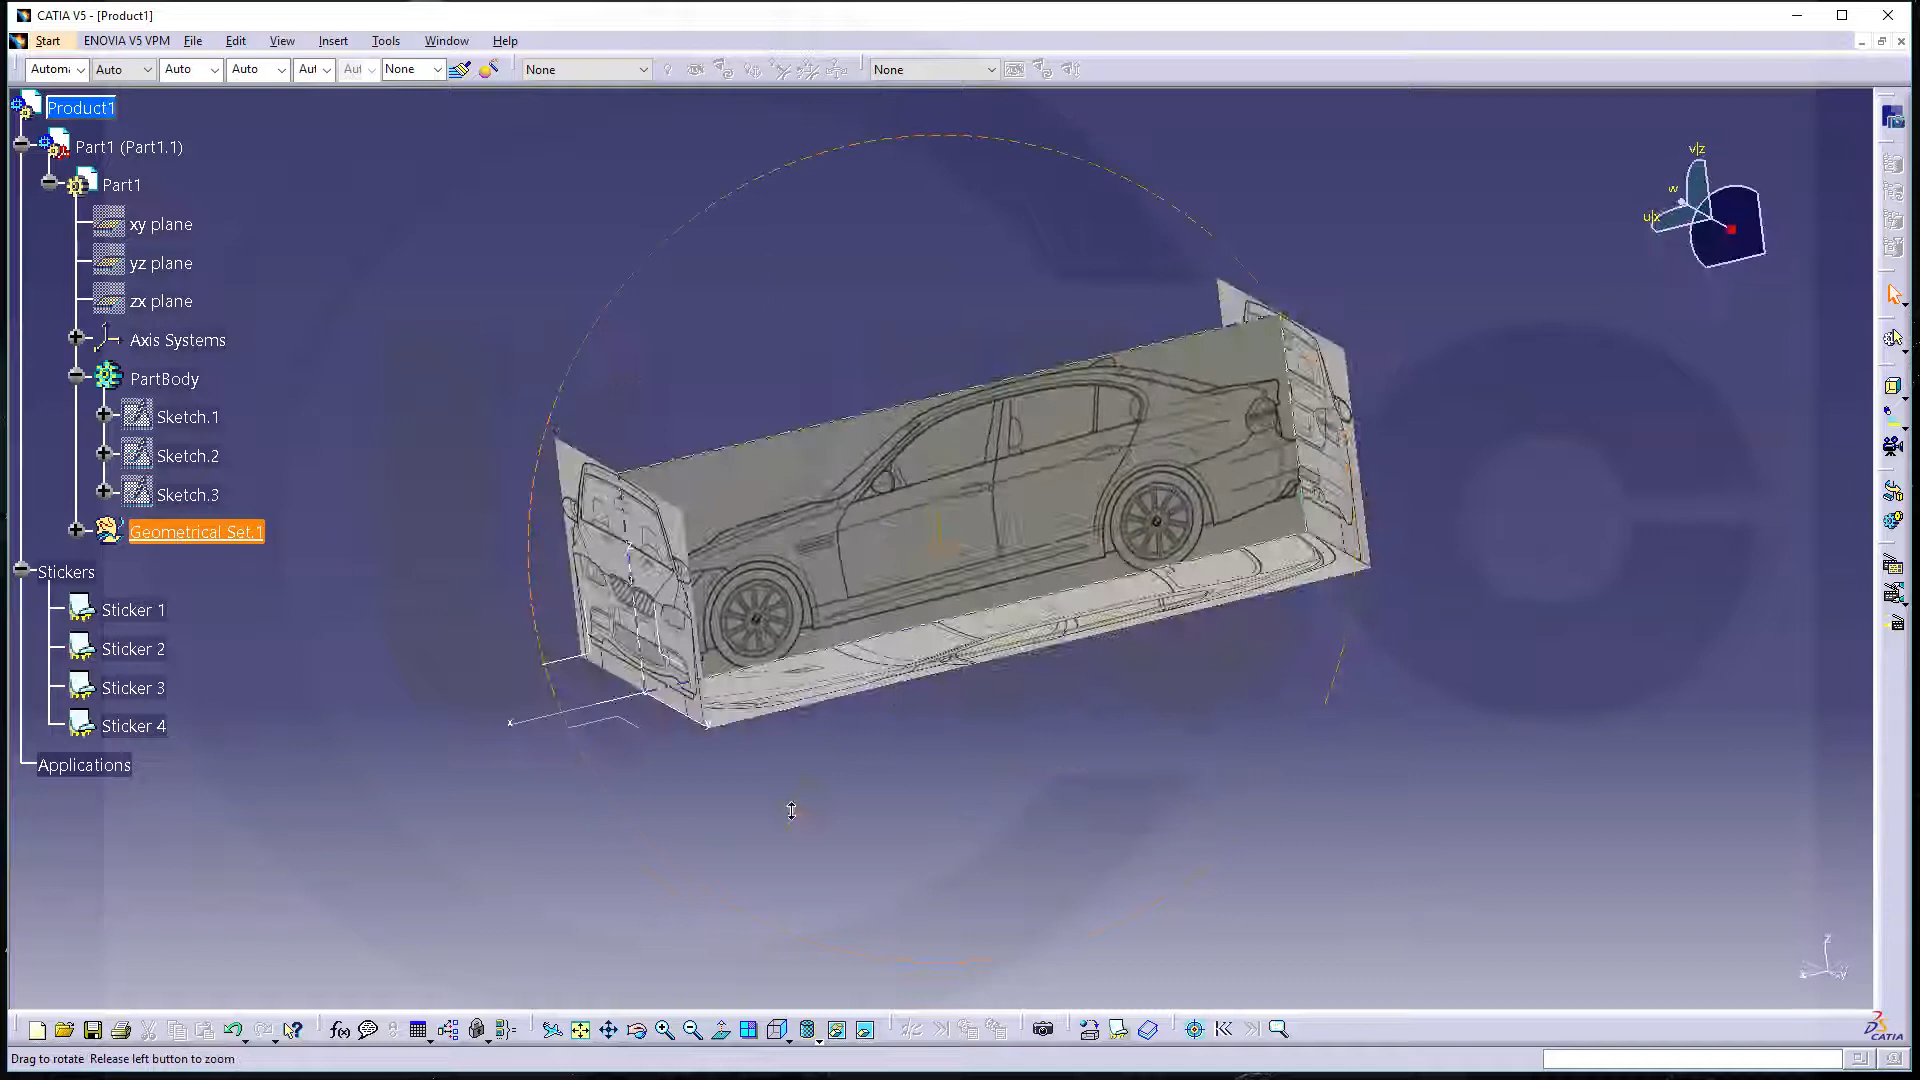 CATIA V5 - [Product1]
Start ENOVIA V5 VPM File Edit View Insert Tools Window Help
Auto Auto Auto None None None
Product1
Part1 (Part1.1)
Part1
xy plane
yz plane
zx plane
Axis Systems
PartBody
Sketch.1
Sketch.2
Sketch.3
Geometrical Set.1
Stickers
Sticker 1
Sticker 2
Sticker 3
Sticker 4
Applications
v|z
w
u|x
z
x
y
z
x
y
f(x)
CATIA
Drag to rotate Release left button to zoom